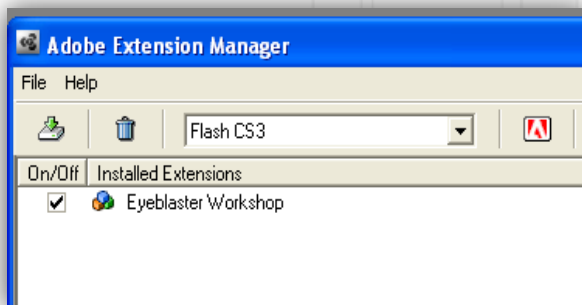 Adobe Extension Manager
File Help
Flash CS3
On/Off Installed Extensions
Eyeblaster Workshop